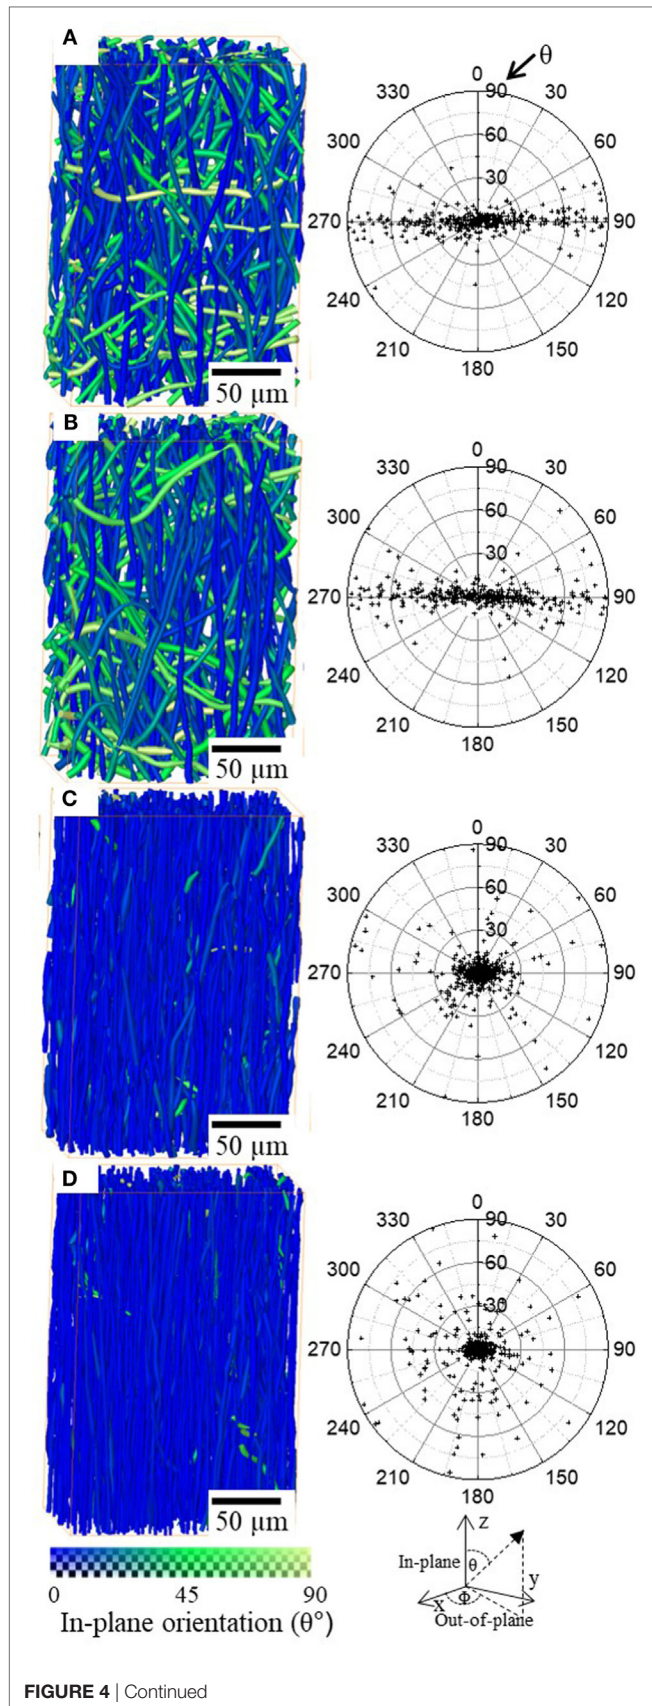 A
θ
0
330 90 30
300 60 60
30
270 90
240 120
210 150
180
50 µm
B
0
330 90 30
300 60 60
30
270 90
240 120
210 150
180
50 µm
C
0
330 90 30
300 60 60
30
270 90
240 120
210 150
180
50 µm
D
0
330 90 30
300 60 60
30
270 90
240 120
210 150
180
50 µm
0 45 90
In-plane orientation (θ°)
z
In-plane θ
y
x Φ
Out-of-plane
FIGURE 4 | Continued